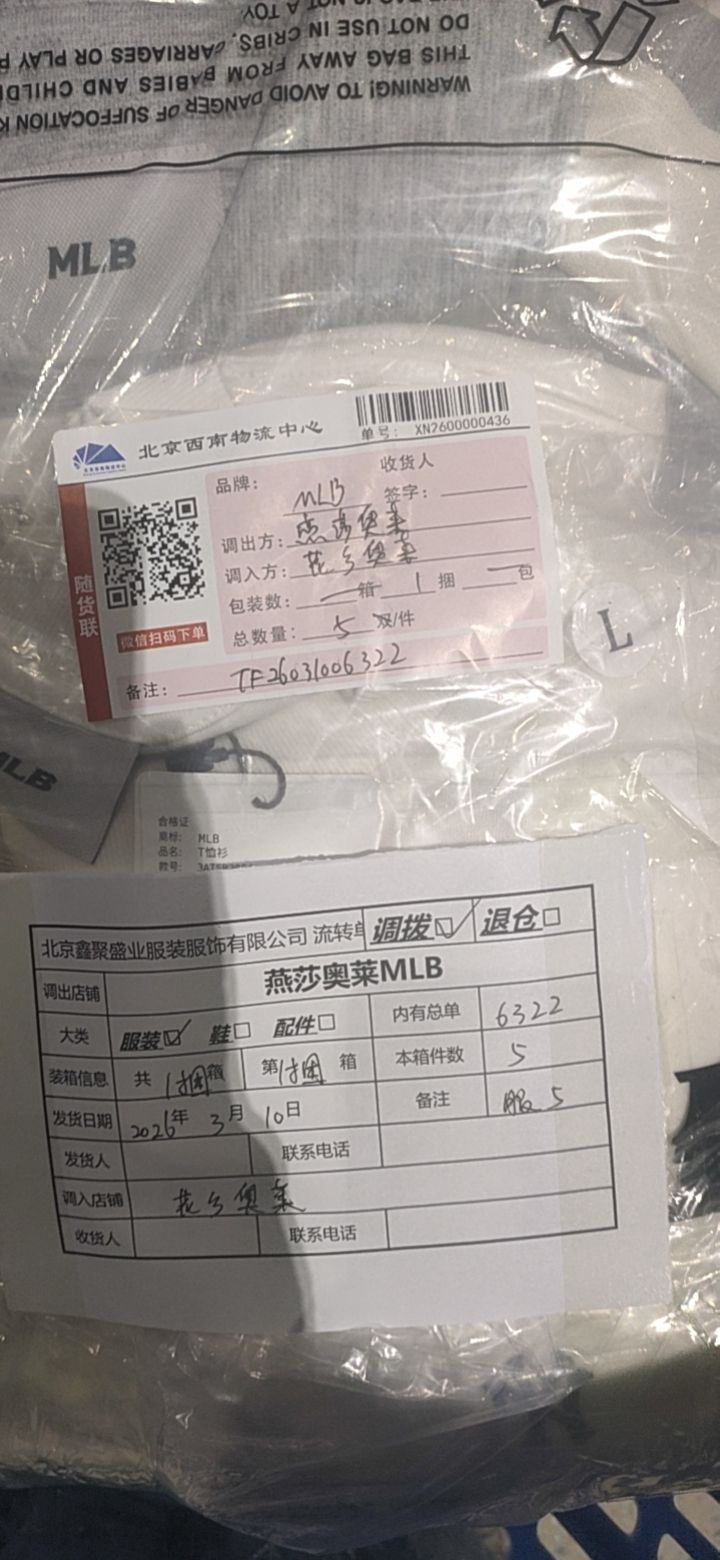 WARNING! TO AVOID DANGER OF SUFFOCATION
THIS BAG AWAY FROM BABIES AND
DO NOT USE IN CRIBS, CARRIAGES OR PLAY
NOT A TOY
MLB
北京西南物流中心
单号: XN2600000436
品牌: MLB
收货人
签字:
调出方: 燕莎奥莱
调入方: 花乡奥莱
包装数: 箱 1 捆 包
总数量: 5 双/件
备注: TF26031006322
随货联
微信扫码下单
L
MLB
合格证
商标: MLB
品名: T恤衫
北京鑫聚盛业服装服饰有限公司 流转单 调拨☑ 退仓□
调出店铺 燕莎奥莱MLB
大类 服装☑ 鞋□ 配件□ 内有总单 6322
装箱信息 共 1捆 箱 第 1捆 箱 本箱件数 5
发货日期 2026年 3月 10日 备注 服 5
发货人 联系电话
调入店铺 花乡奥莱
收货人 联系电话